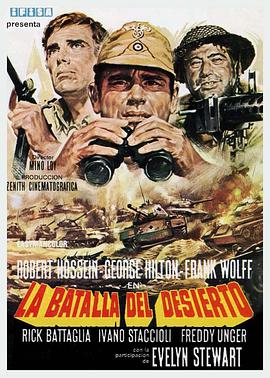 IFISA
presenta
Director
MINO LOY
PRODUCCION
ZENITH CINEMATOGRAFICA
EASTMANCOLOR
ROBERT HOSSEIN - GEORGE HILTON - FRANK WOLFF
EN
LA BATALLA DEL DESIERTO
RICK BATTAGLIA IVANO STACCIOLI FREDDY UNGER
con la
participación
de
EVELYN STEWART